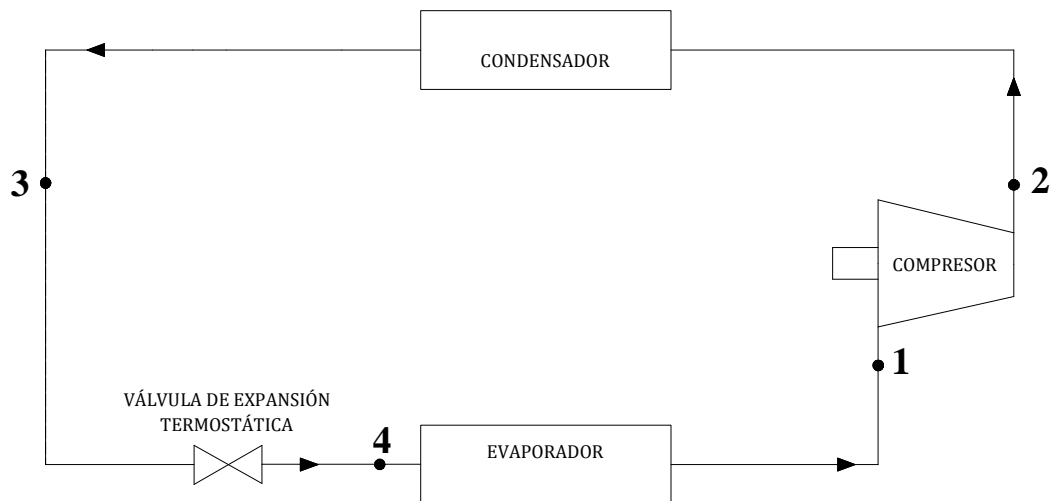 CONDENSADOR
3
2
COMPRESOR
1
VÁLVULA DE EXPANSIÓN
TERMOSTÁTICA
4
EVAPORADOR